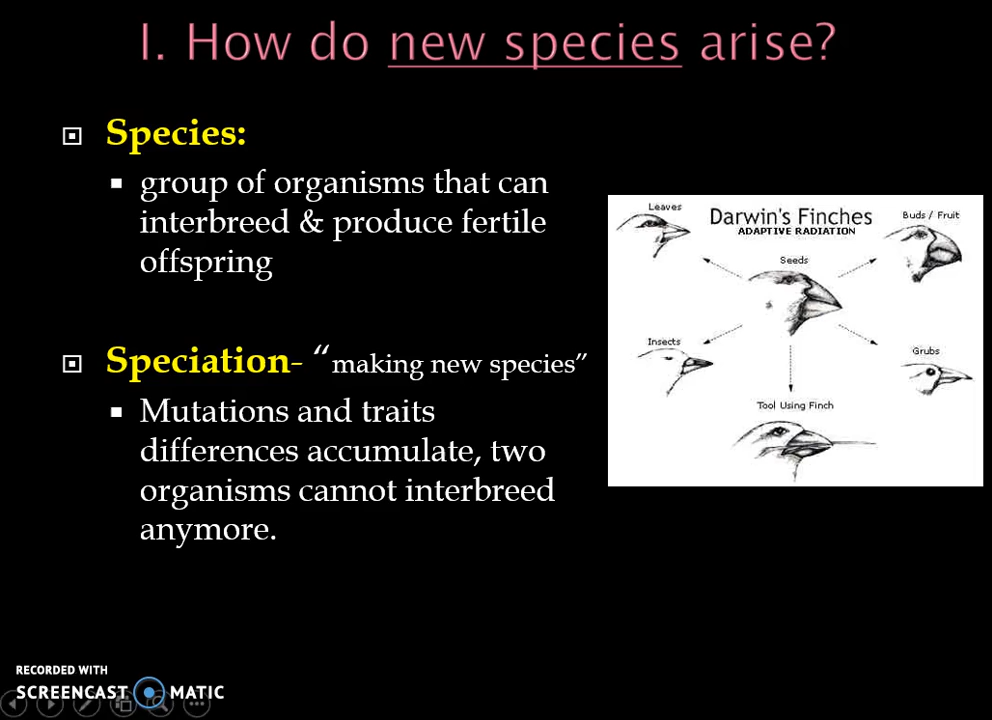 I. How do new species arise?
Species:
group of organisms that can
interbreed & produce fertile
offspring
Speciation- “making new species”
Mutations and traits
differences accumulate, two
organisms cannot interbreed
anymore.
Darwin's Finches
ADAPTIVE RADIATION
Leaves
Buds / Fruit
Seeds
Insects
Grubs
Tool Using Finch
RECORDED WITH
SCREENCAST MATIC